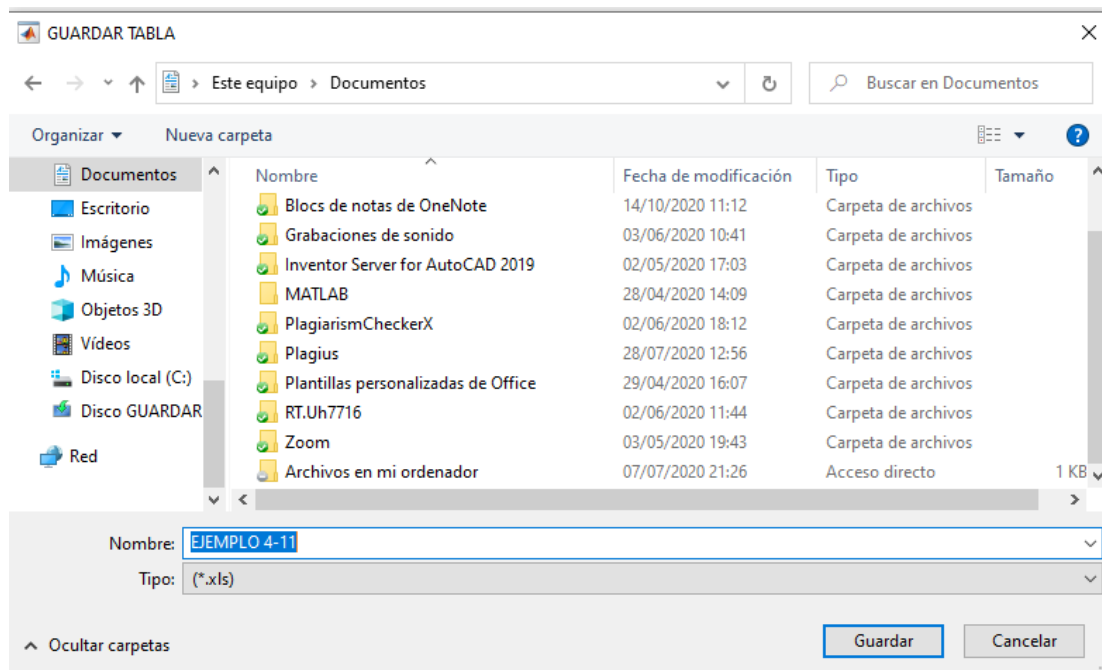 GUARDAR TABLA
Este equipo > Documentos
Buscar en Documentos
Organizar Nueva carpeta
?
Documentos
Escritorio
Imágenes
Música
Objetos 3D
Vídeos
Disco local (C:)
Disco GUARDAR
Red
Nombre Fecha de modificación Tipo Tamaño
Blocs de notas de OneNote 14/10/2020 11:12 Carpeta de archivos
Grabaciones de sonido 03/06/2020 10:41 Carpeta de archivos
Inventor Server for AutoCAD 2019 02/05/2020 17:03 Carpeta de archivos
MATLAB 28/04/2020 14:09 Carpeta de archivos
PlagiarismCheckerX 02/06/2020 18:12 Carpeta de archivos
Plagius 28/07/2020 12:56 Carpeta de archivos
Plantillas personalizadas de Office 29/04/2020 16:07 Carpeta de archivos
RT.Uh7716 02/06/2020 11:44 Carpeta de archivos
Zoom 03/05/2020 19:43 Carpeta de archivos
Archivos en mi ordenador 07/07/2020 21:26 Acceso directo 1 KB
Nombre: EJEMPLO 4-11
Tipo: (*.xls)
Ocultar carpetas
Guardar Cancelar